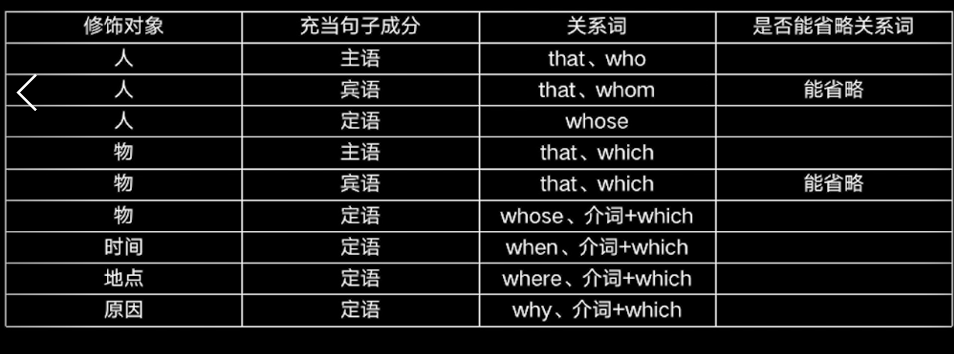 修饰对象 充当句子成分 关系词 是否能省略关系词
人 主语 that、who
人 宾语 that、whom 能省略
人 定语 whose
物 主语 that、which
物 宾语 that、which 能省略
物 定语 whose、介词+which
时间 定语 when、介词+which
地点 定语 where、介词+which
原因 定语 why、介词+which